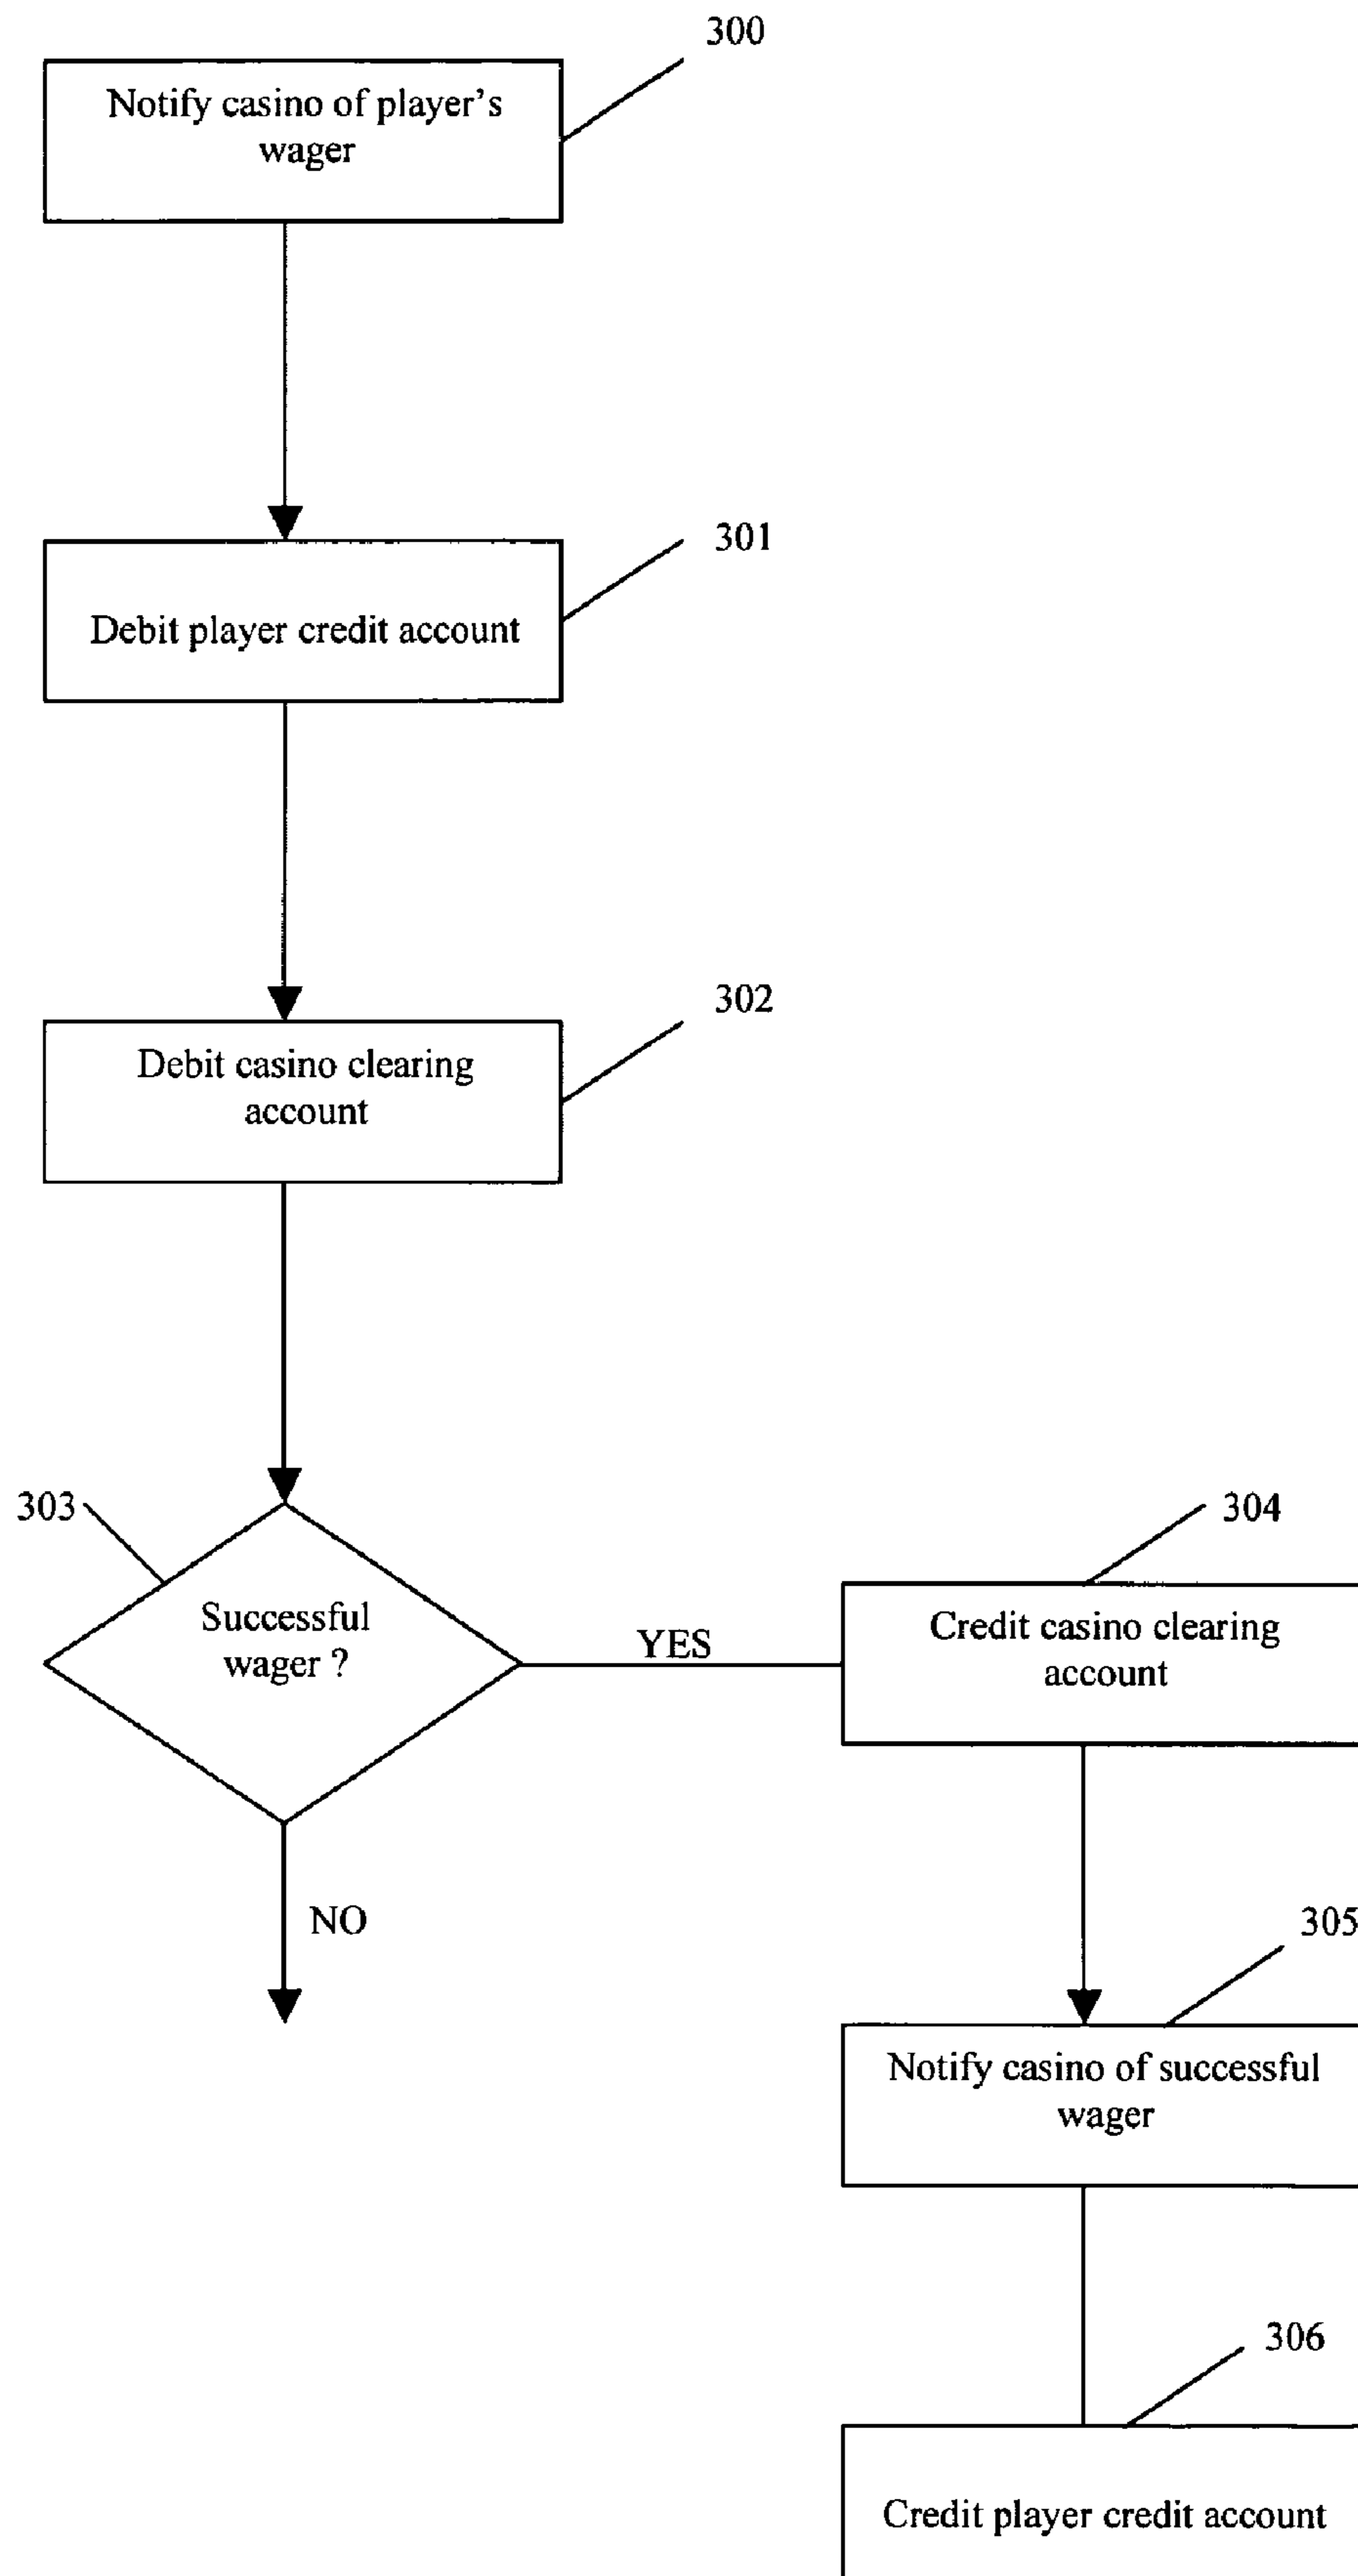 300
Notify casino of player's
wager
301
Debit player credit account
302
Debit casino clearing
account
303
Successful
wager ?
YES
304
Credit casino clearing
account
NO
305
Notify casino of successful
wager
306
Credit player credit account